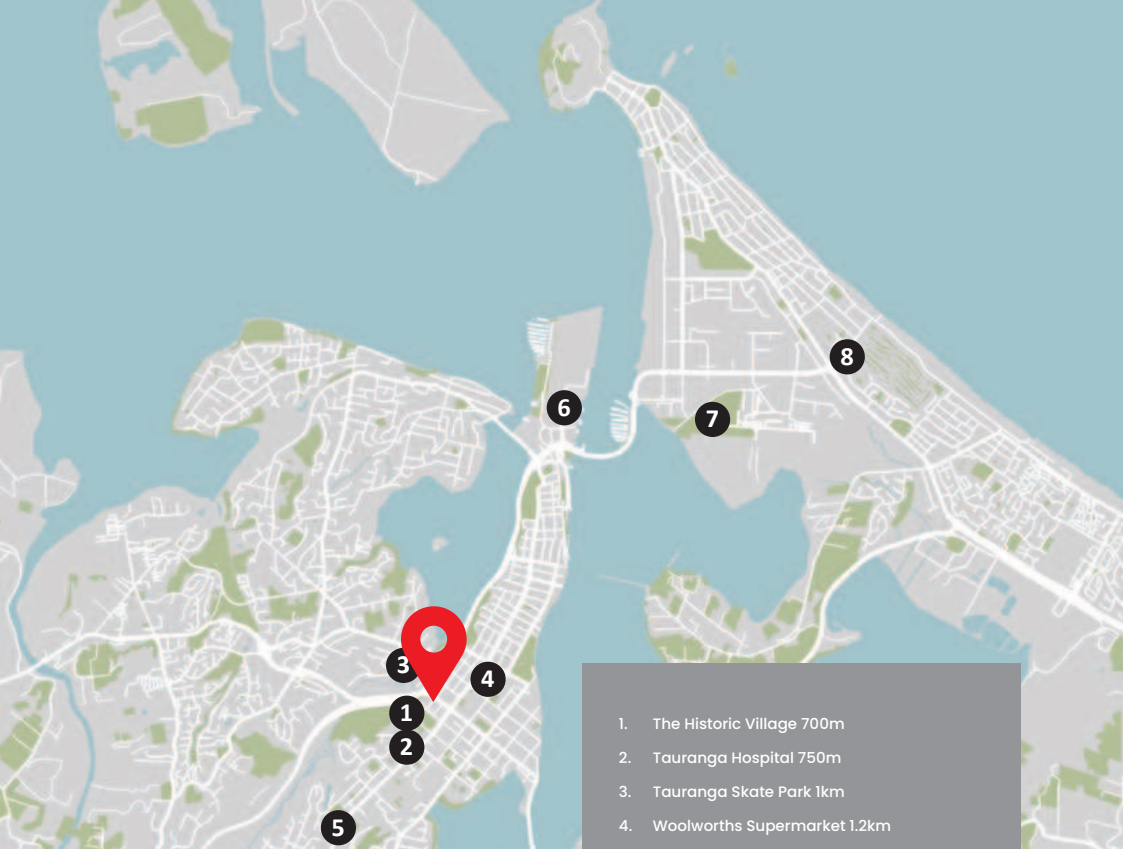 8
6
7
3
4
1
2
5
1. The Historic Village 700m
2. Tauranga Hospital 750m
3. Tauranga Skate Park 1km
4. Woolworths Supermarket 1.2km